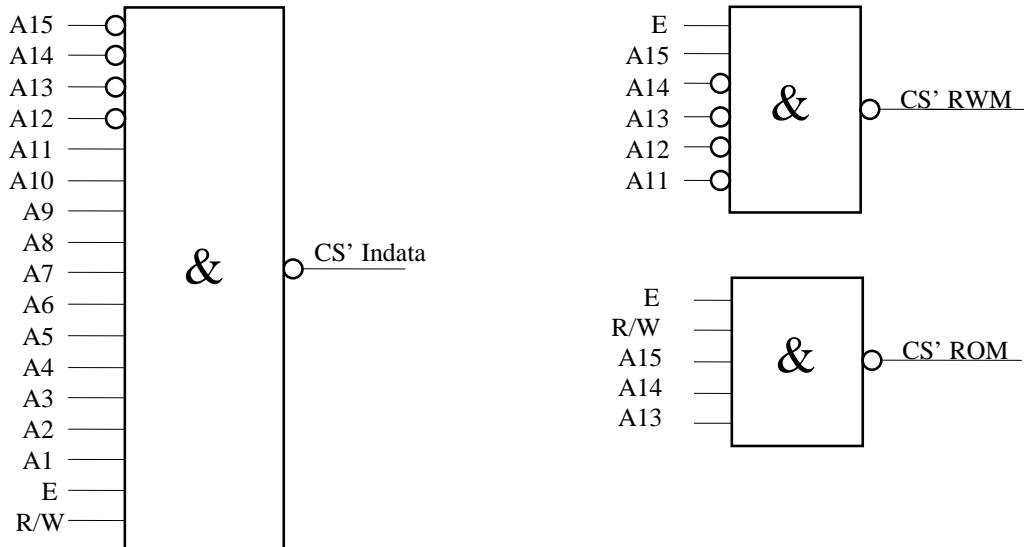 A15
A14
A13
A12
A11
A10
A9
A8
A7
A6
A5
A4
A3
A2
A1
E
R/W
&
CS’ Indata
E
A15
A14
A13
A12
A11
&
CS’ RWM
E
R/W
A15
A14
A13
&
CS’ ROM